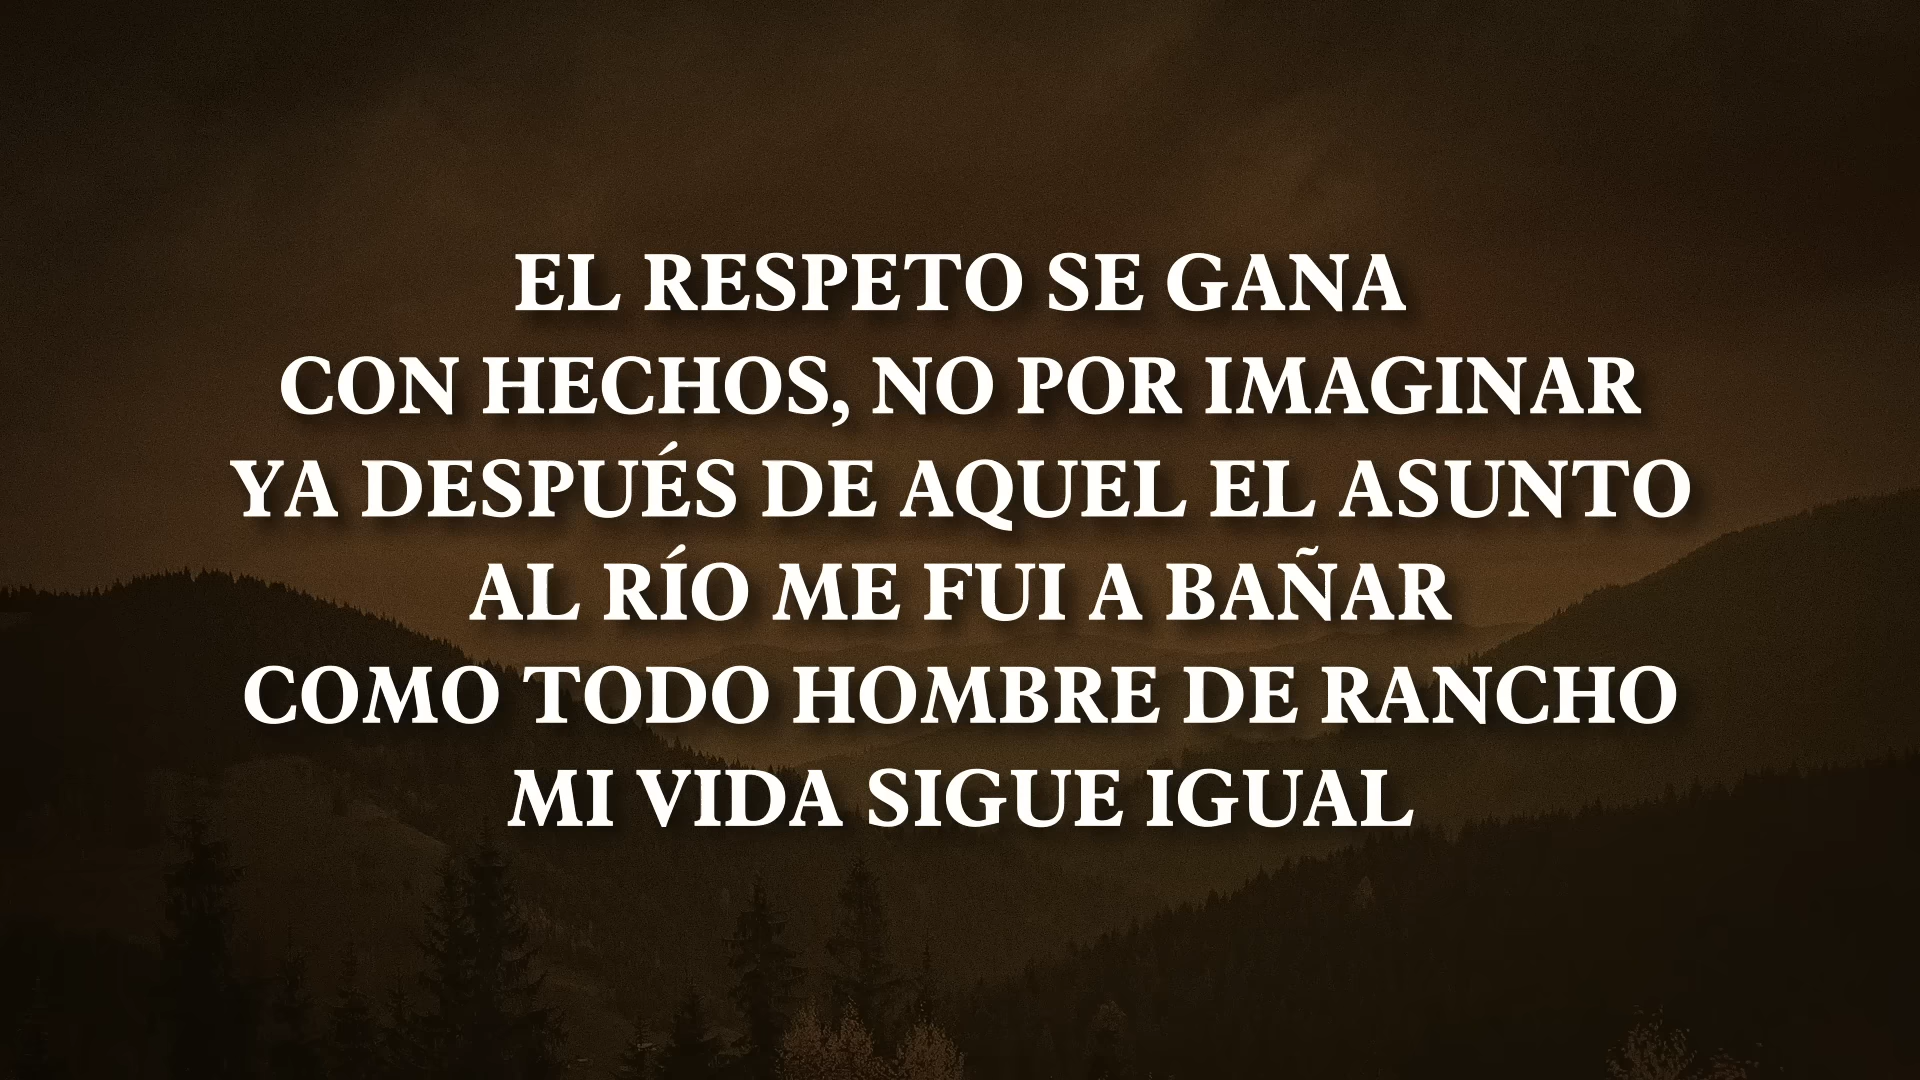 EL RESPETO SE GANA
CON HECHOS, NO POR IMAGINAR
YA DESPUÉS DE AQUEL EL ASUNTO
AL RÍO ME FUI A BAÑAR
COMO TODO HOMBRE DE RANCHO
MI VIDA SIGUE IGUAL